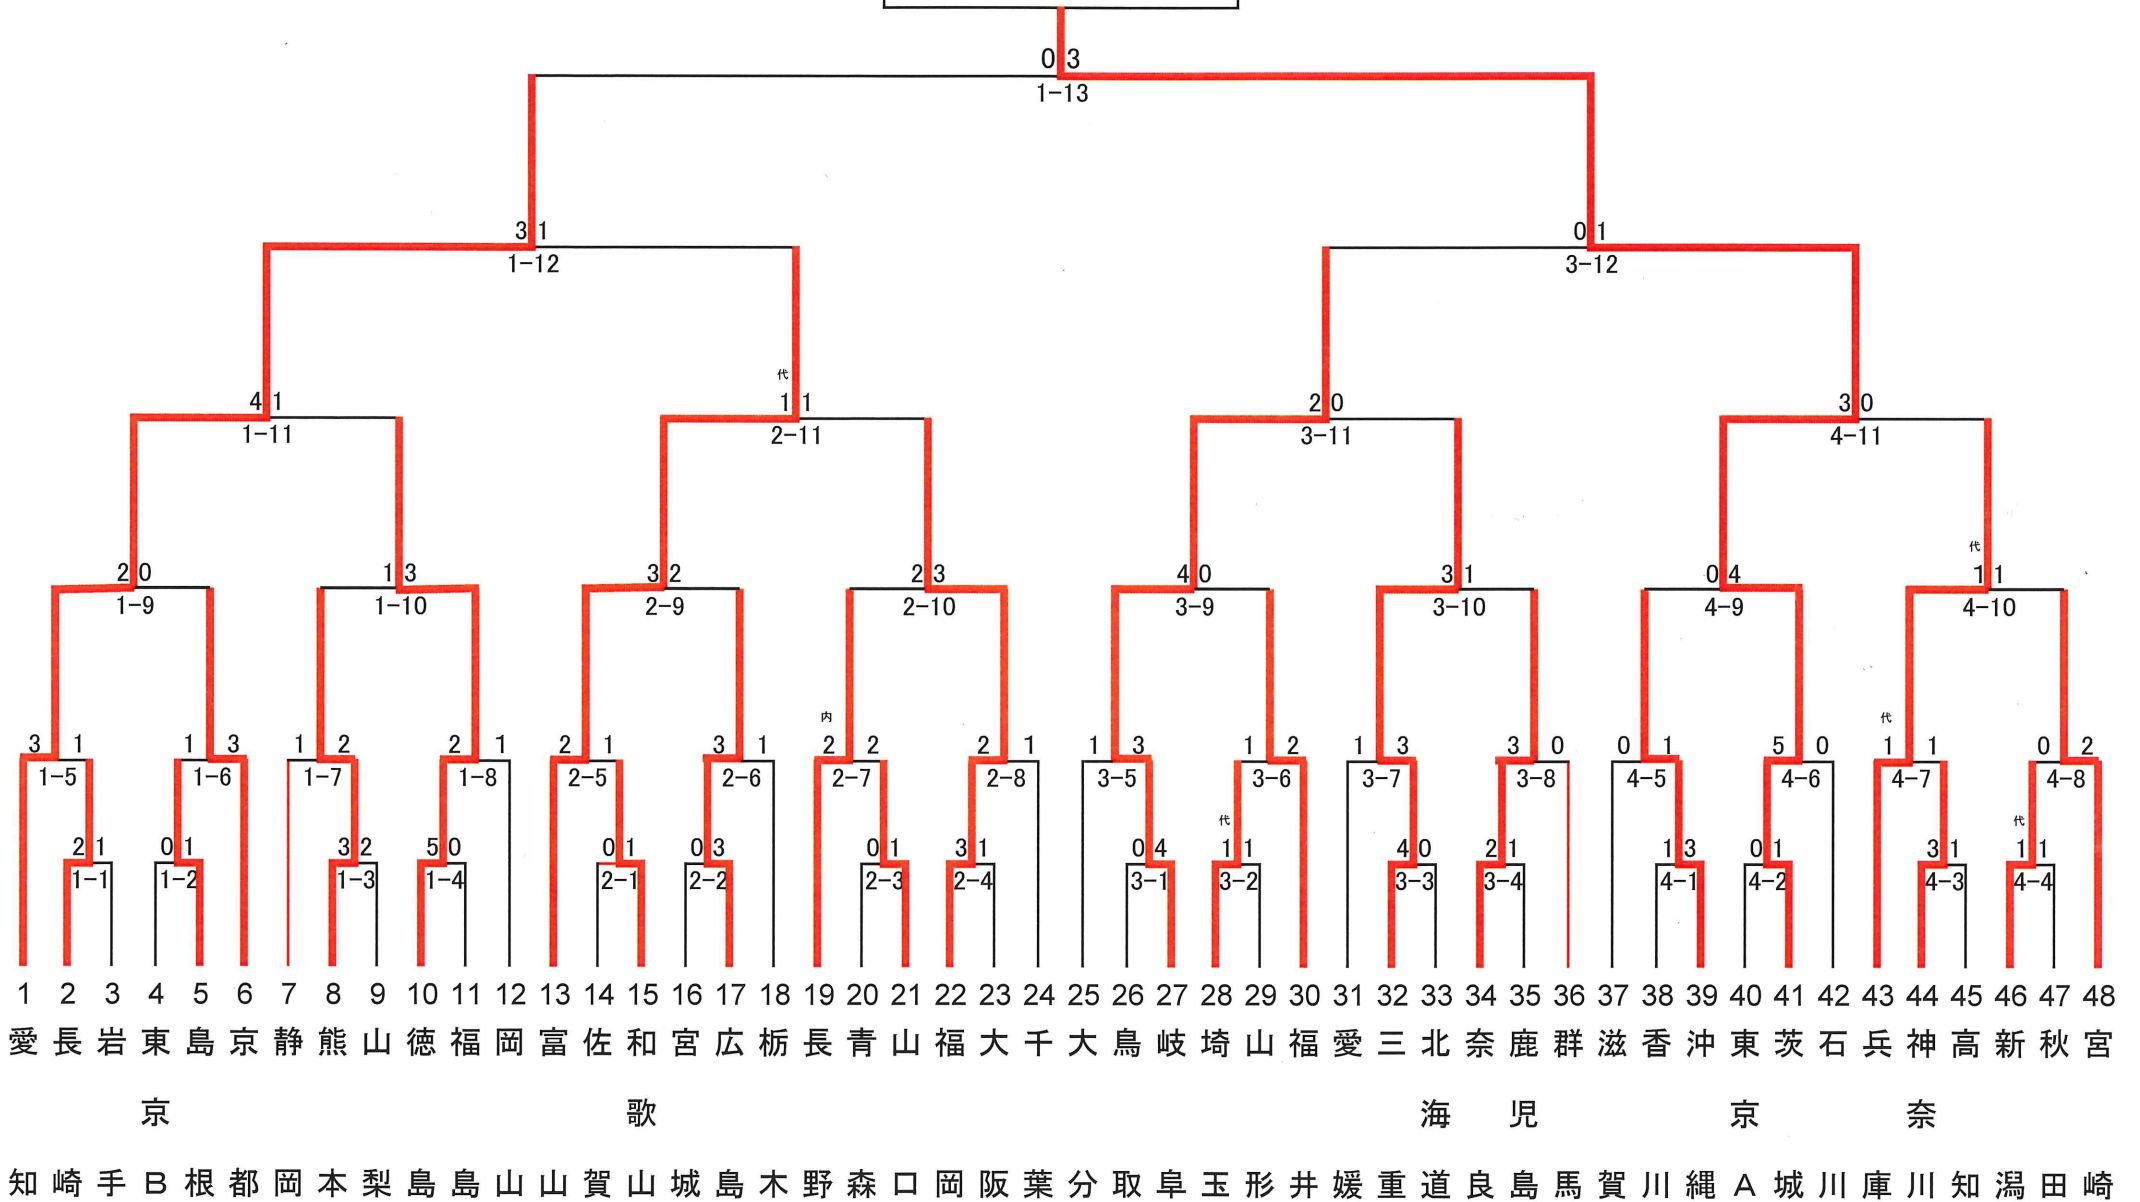 0 3
1-13
3 1
0 1
1-12
3-12
代
4 1
1 1
2 0
3 0
1-11
2-11
3-11
4-11
代
2 0
1 3
3 2
2 3
4 0
3 1
0 4
1 1
1-9
1-10
2-9
2-10
3-9
3-10
4-9
4-10
内
代
3 1
1 3
1 2
2 1
2 1
3 1
2 2
2 1
1 3
1 2
1 3
3 0
0 1
5 0
1 1
0 2
1-5
1-6
1-7
1-8
2-5
2-6
2-7
2-8
3-5
3-6
3-7
3-8
4-5
4-6
4-7
4-8
代
代
2 1
0 1
3 2
5 0
0 1
0 3
0 1
3 1
0 4
1 1
4 0
2 1
1 3
0 1
3 1
1 1
1-1
1-2
1-3
1-4
2-1
2-2
2-3
2-4
3-1
3-2
3-3
3-4
4-1
4-2
4-3
4-4
1 2 3 4 5 6 7 8 9 10 11 12 13 14 15 16 17 18 19 20 21 22 23 24 25 26 27 28 29 30 31 32 33 34 35 36 37 38 39 40 41 42 43 44 45 46 47 48
愛知
長崎
岩手
東京B
島根
京都
静岡
熊本
山梨
徳島
福島
岡山
富山
佐賀
和歌山
宮城
広島
栃木
長野
青森
山口
福岡
大阪
千葉
大分
鳥取
岐阜
埼玉
山形
福井
愛媛
三重
北海道
奈良
鹿児島
群馬
滋賀
香川
沖縄
東京A
茨城
石川
兵庫
神奈川
高知
新潟
秋田
宮崎